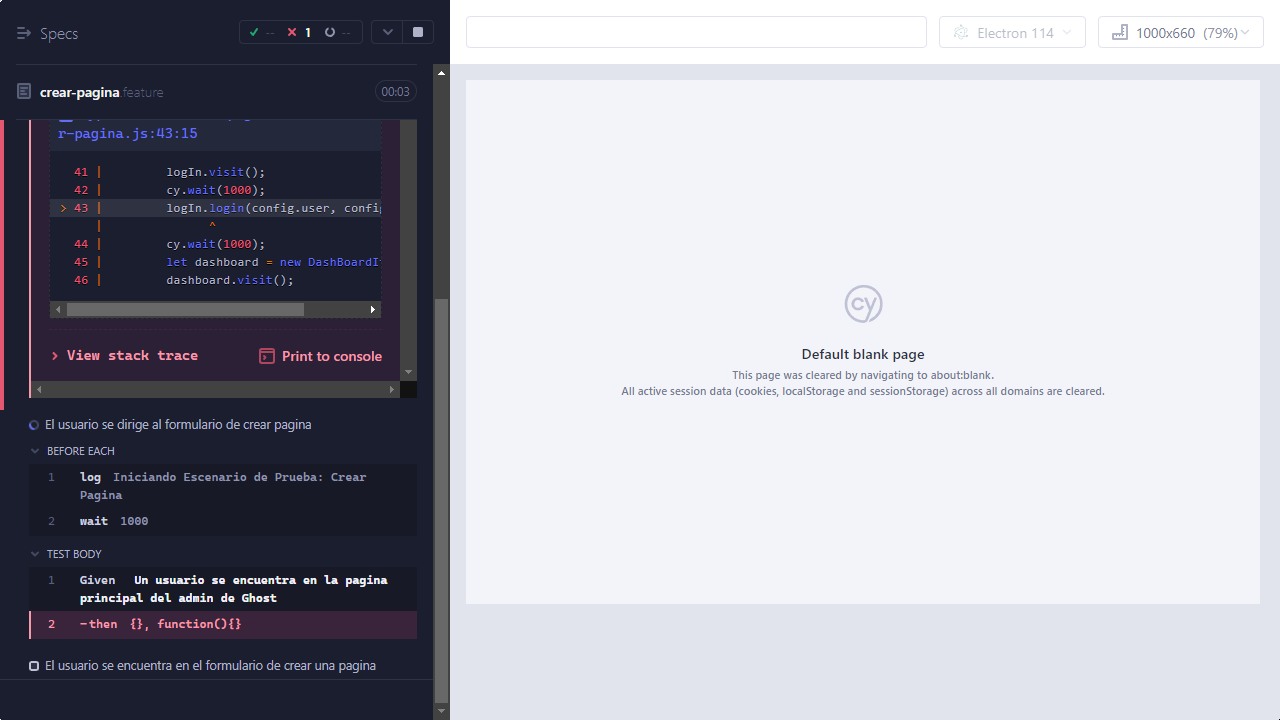 Specs
-- 1 --
Electron 114
1000x660 (79%)
crear-pagina.feature
00:03
r-pagina.js:43:15
41 | logIn.visit();
42 | cy.wait(1000);
> 43 | logIn.login(config.user, config
| ^
44 | cy.wait(1000);
45 | let dashboard = new DashBoardI
46 | dashboard.visit();
View stack trace
Print to console
El usuario se dirige al formulario de crear pagina
BEFORE EACH
1 log Iniciando Escenario de Prueba: Crear
Pagina
2 wait 1000
TEST BODY
1 Given Un usuario se encuentra en la pagina
principal del admin de Ghost
2 -then {}, function(){}
El usuario se encuentra en el formulario de crear una pagina
cy
Default blank page
This page was cleared by navigating to about:blank.
All active session data (cookies, localStorage and sessionStorage) across all domains are cleared.